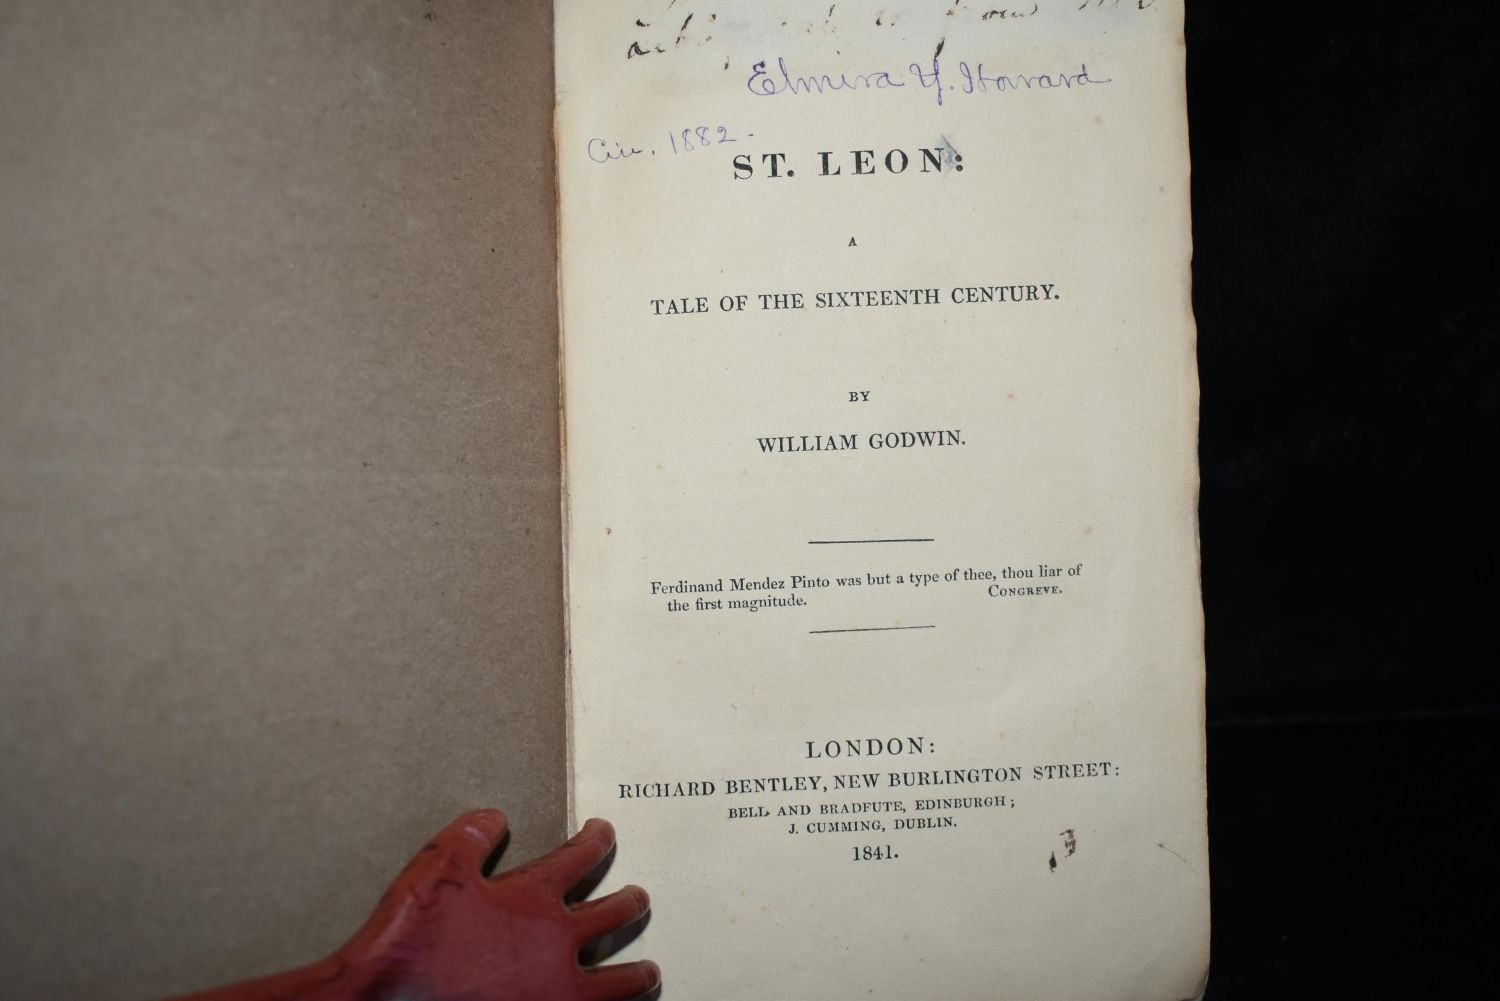 Elmira Y. Howard
Cin. 1882.
ST. LEON:
A
TALE OF THE SIXTEENTH CENTURY.
BY
WILLIAM GODWIN.
Ferdinand Mendez Pinto was but a type of thee, thou liar of
the first magnitude. CONGREVE.
LONDON:
RICHARD BENTLEY, NEW BURLINGTON STREET:
BELL AND BRADFUTE, EDINBURGH;
J. CUMMING, DUBLIN.
1841.